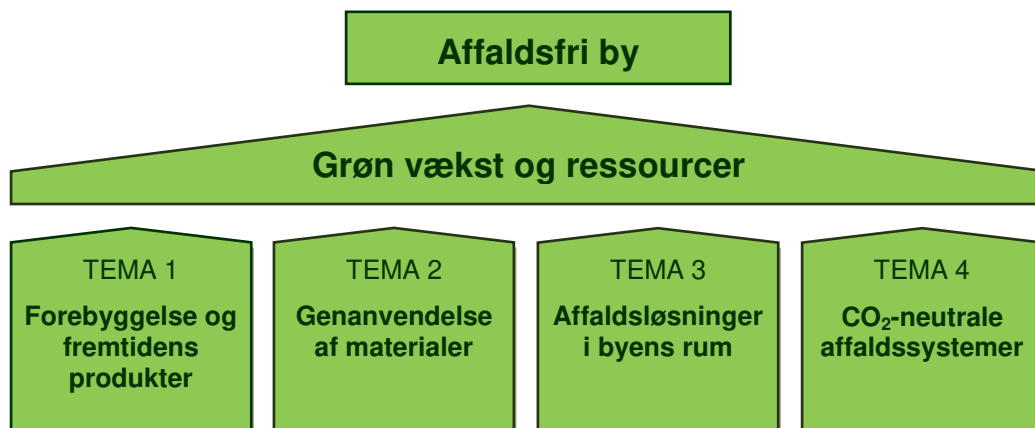 Affaldsfri by
Grøn vækst og ressourcer
TEMA 1
Forebyggelse og
fremtidens
produkter
TEMA 2
Genanvendelse
af materialer
TEMA 3
Affaldsløsninger
i byens rum
TEMA 4
CO₂-neutrale
affaldssystemer